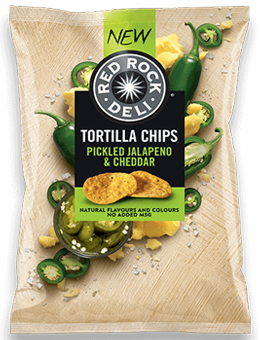 NEW
RED ROCK
DELI
TORTILLA CHIPS
PICKLED JALAPENO
& CHEDDAR
NATURAL FLAVOURS AND COLOURS
NO ADDED MSG